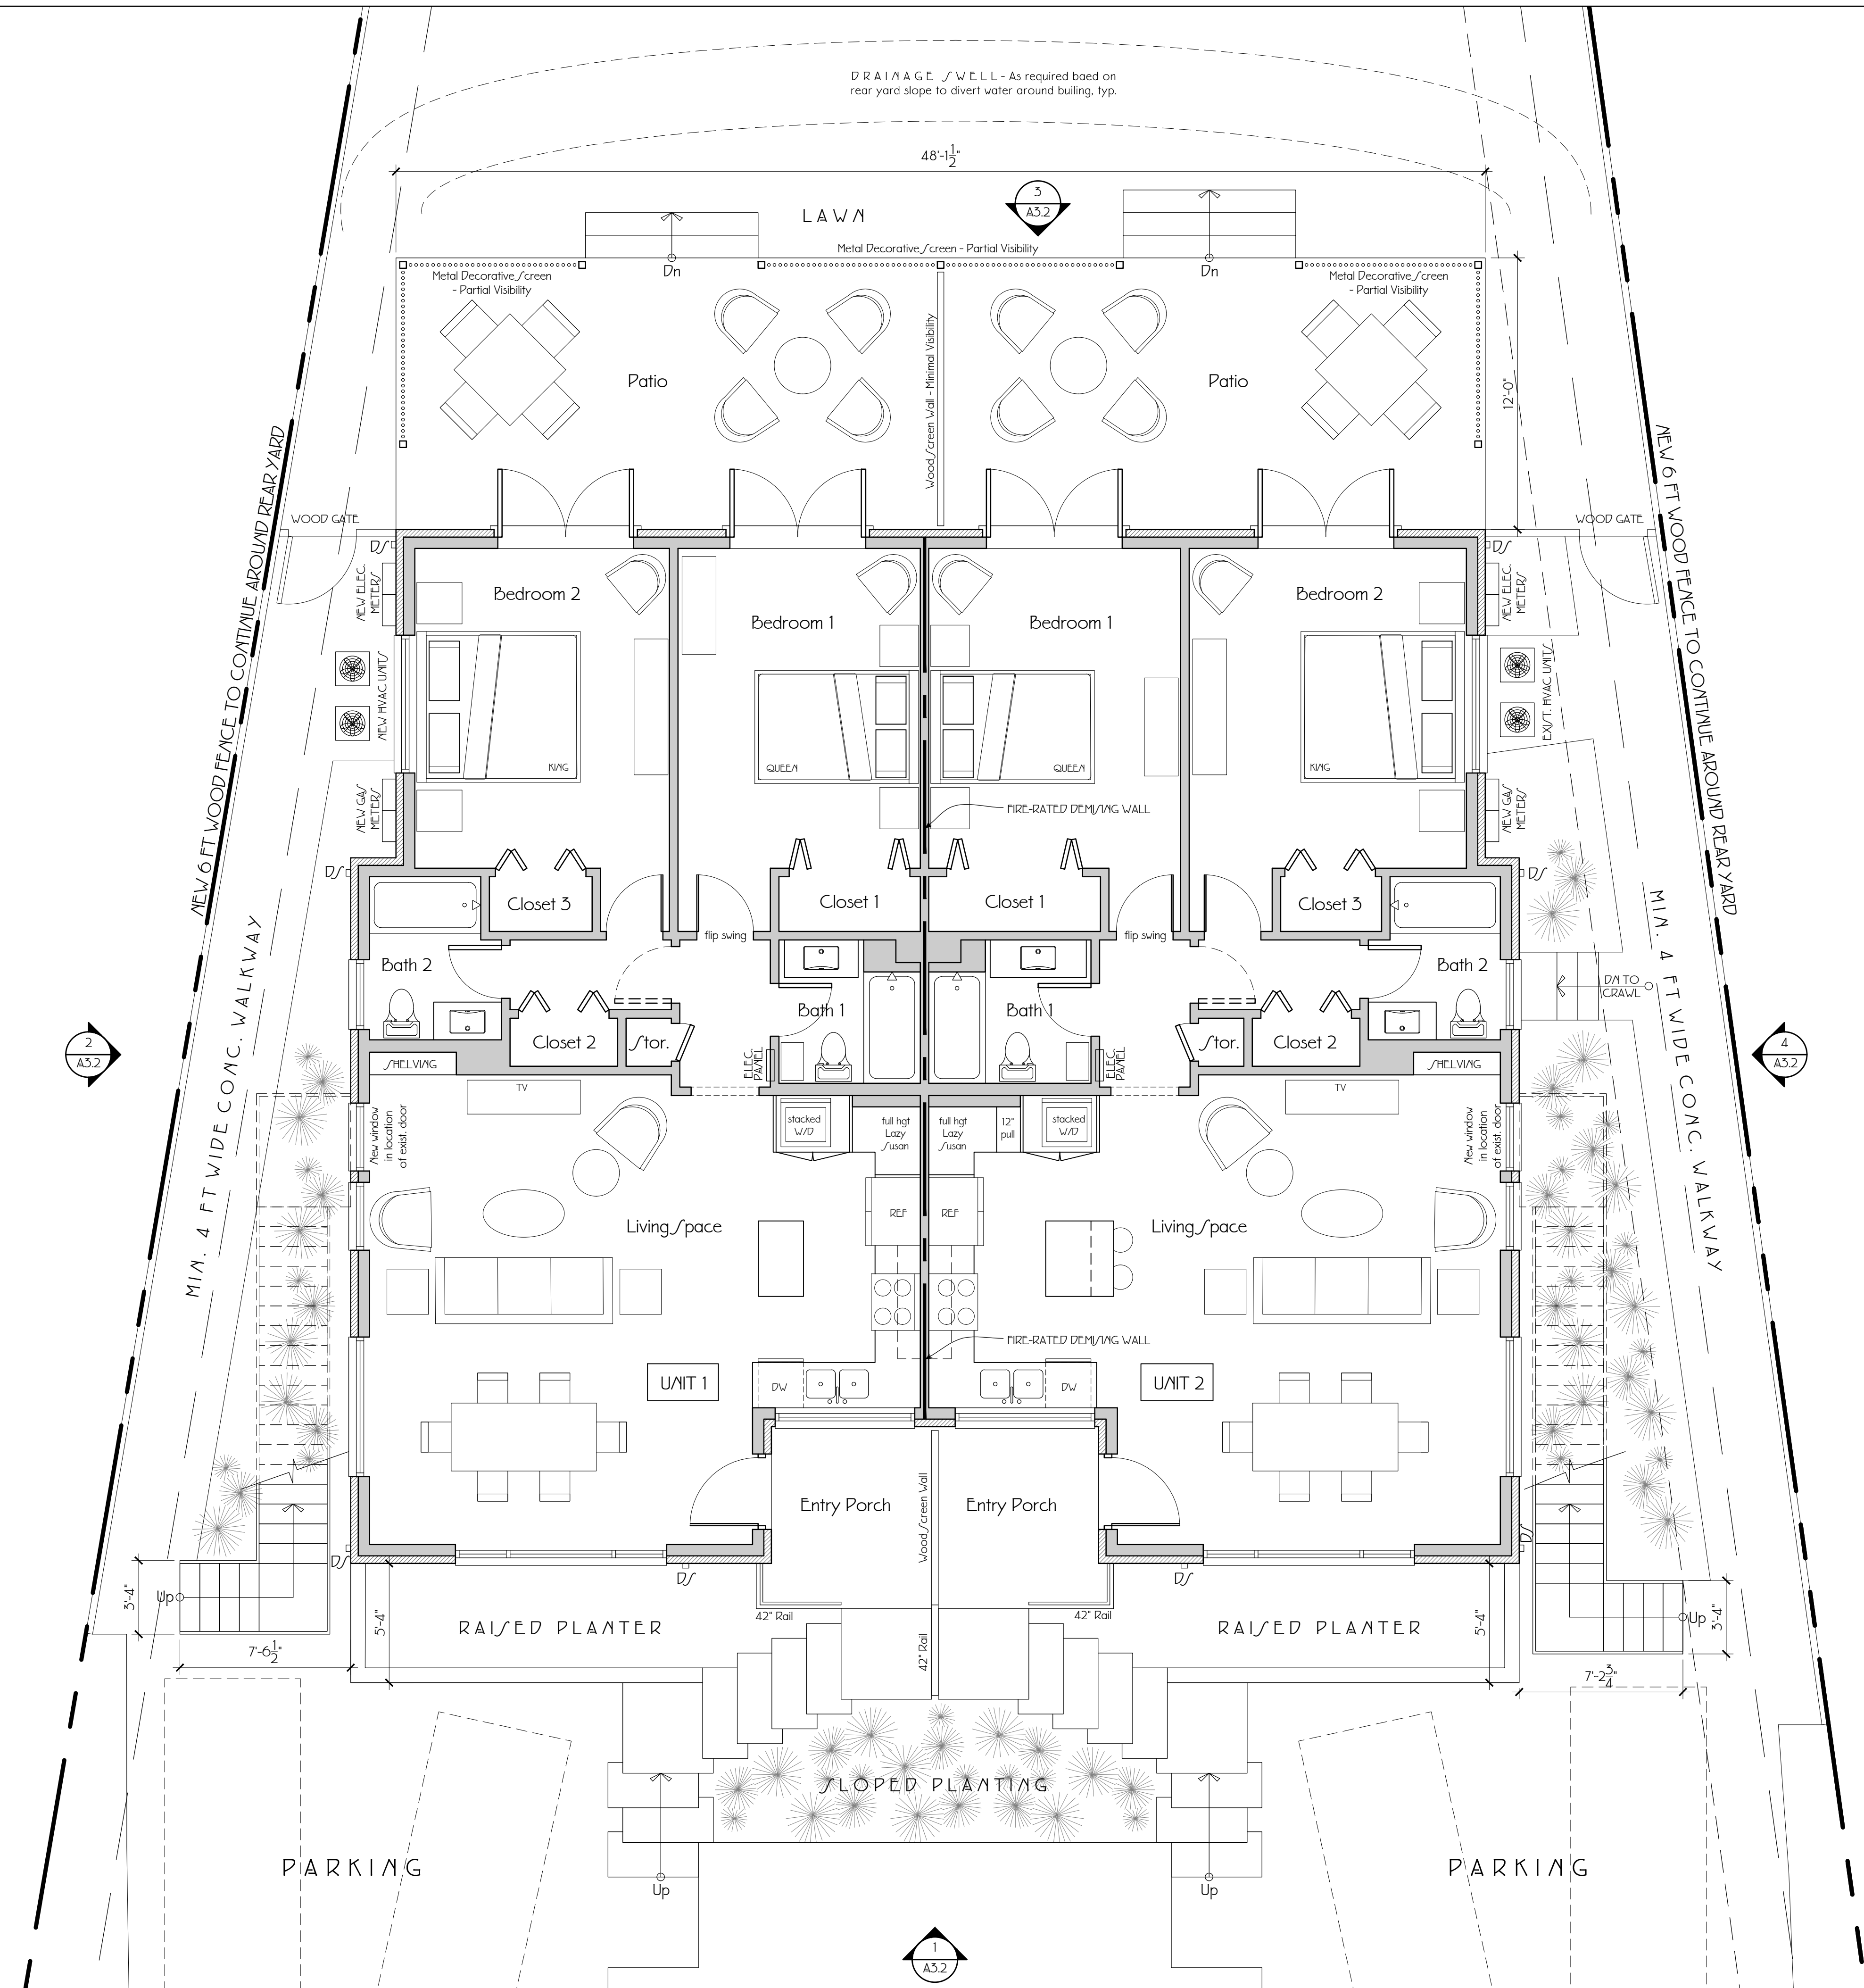 DRAINAGE SWELL - As required baed on
rear yard slope to divert water around builing, typ.
48'-1 1/2"
3
A3.2
LAWN
Metal Decorative Screen - Partial Visibility
Dn
Dn
Metal Decorative Screen
- Partial Visibility
Metal Decorative Screen
- Partial Visibility
Wood Screen Wall - Minimal Visibility
Patio
Patio
12'-0"
NEW 6 FT WOOD FENCE TO CONTINUE AROUND REAR YARD
NEW 6 FT WOOD FENCE TO CONTINUE AROUND REAR YARD
WOOD GATE
WOOD GATE
DS
DS
NEW ELEC.
METERS
NEW ELEC.
METERS
Bedroom 2
Bedroom 1
Bedroom 1
Bedroom 2
NEW HVAC UNITS
EXIST. HVAC UNITS
KING
QUEEN
QUEEN
KING
NEW GAS
METERS
NEW GAS
METERS
FIRE-RATED DEMISING WALL
DS
DS
Closet 3
Closet 1
Closet 1
Closet 3
flip swing
flip swing
Bath 2
Bath 2
MIN. 4 FT WIDE CONC. WALKWAY
MIN. 4 FT WIDE CONC. WALKWAY
DN TO
CRAWL
Bath 1
Bath 1
2
A3.2
4
A3.2
Closet 2
Stor.
Stor.
Closet 2
SHELVING
SHELVING
ELEC.
PANEL
ELEC.
PANEL
TV
TV
New window
in location
of exist. door
New window
in location
of exist. door
stacked
W/D
full hgt
Lazy
Susan
full hgt
Lazy
Susan
12"
pull
stacked
W/D
REF
REF
Living Space
Living Space
FIRE-RATED DEMISING WALL
UNIT 1
UNIT 2
DW
DW
Entry Porch
Entry Porch
Wood Screen Wall
DS
DS
DS
DS
3'-4"
Up
7'-6 1/2"
5'-4"
RAISED PLANTER
42" Rail
42" Rail
42" Rail
RAISED PLANTER
5'-4"
Up
3'-4"
7'-2 3/4"
SLOPED PLANTING
PARKING
PARKING
Up
Up
1
A3.2